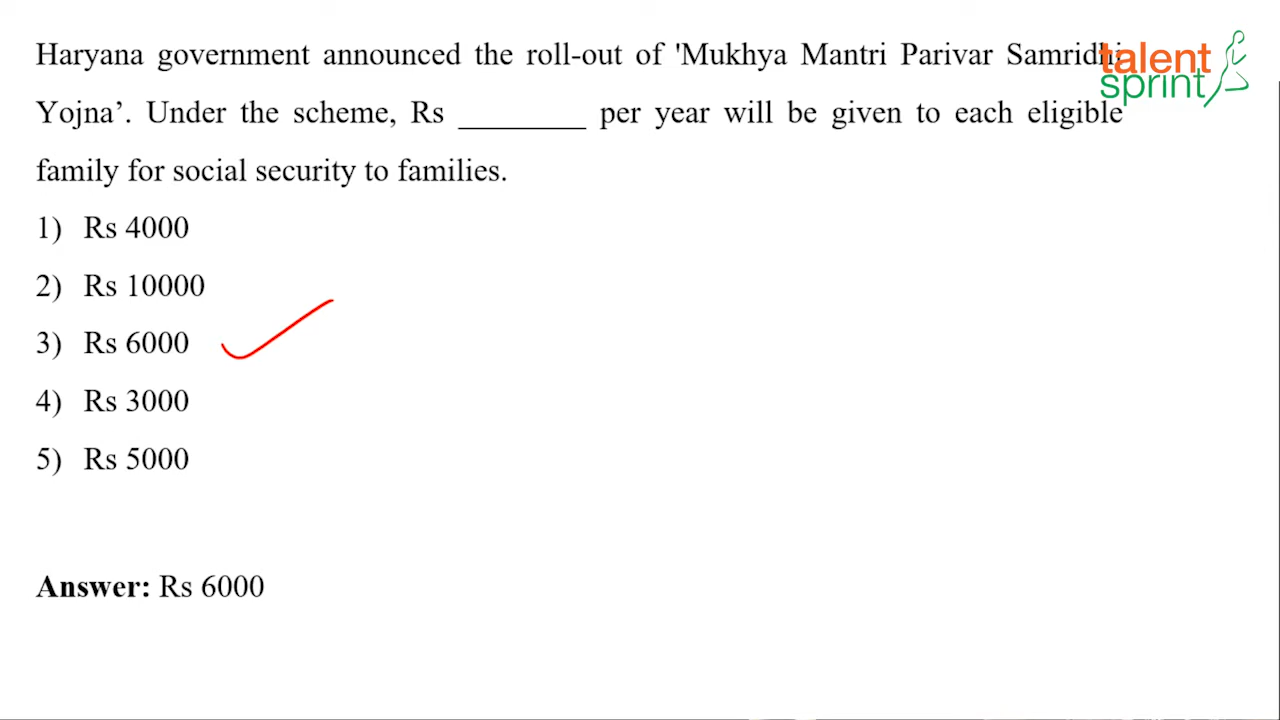 Haryana government announced the roll-out of 'Mukhya Mantri Parivar Samridhi
Yojna’. Under the scheme, Rs ________ per year will be given to each eligible
family for social security to families.
1) Rs 4000
2) Rs 10000
3) Rs 6000
4) Rs 3000
5) Rs 5000
Answer: Rs 6000
talent
sprint